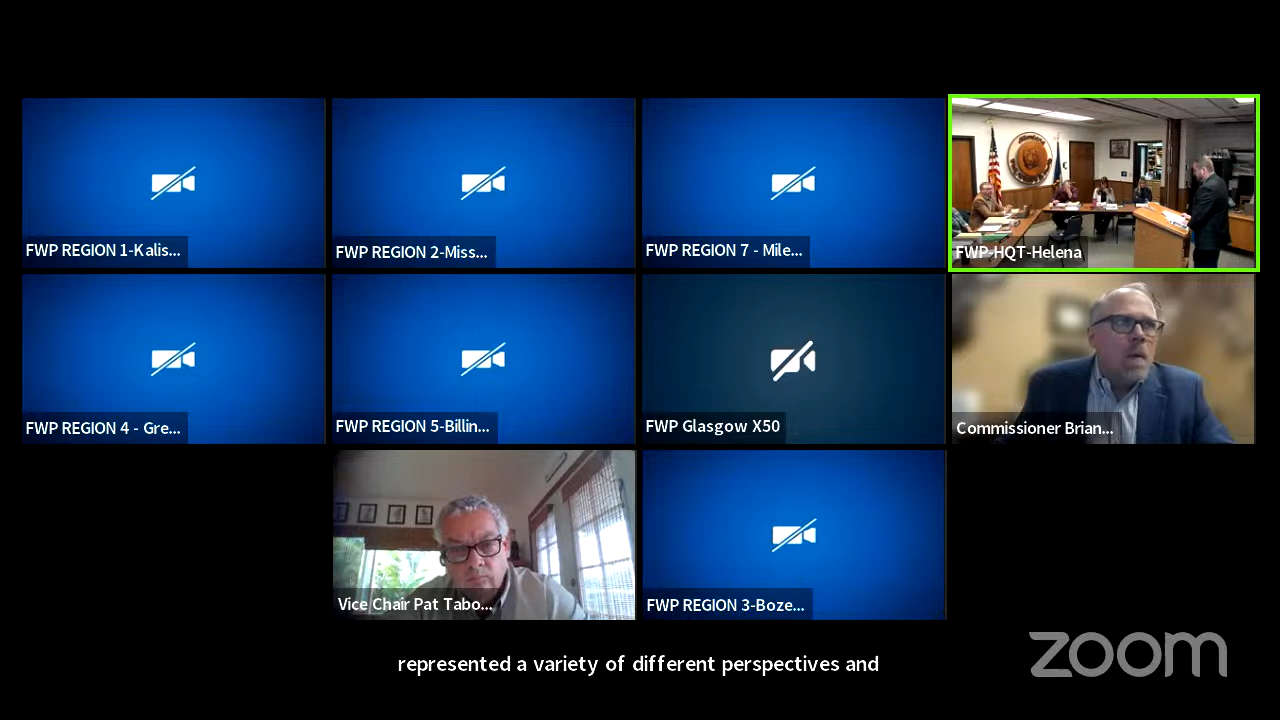 FWP REGION 1-Kalis...
FWP REGION 2-Miss...
FWP REGION 7 - Mile...
FWP-HQT-Helena
FWP REGION 4 - Gre...
FWP REGION 5-Billin...
FWP Glasgow X50
Commissioner Brian...
Vice Chair Pat Tabo...
FWP REGION 3-Boze...
represented a variety of different perspectives and
zoom